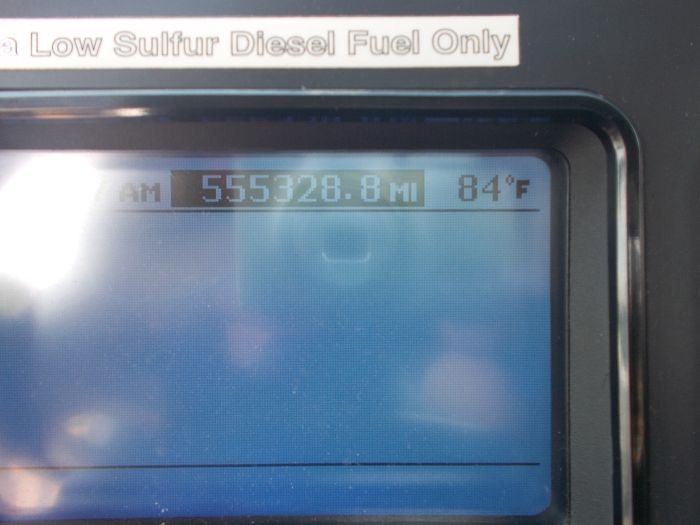 a Low Sulfur Diesel Fuel Only
AM 555328.8 MI 84°F